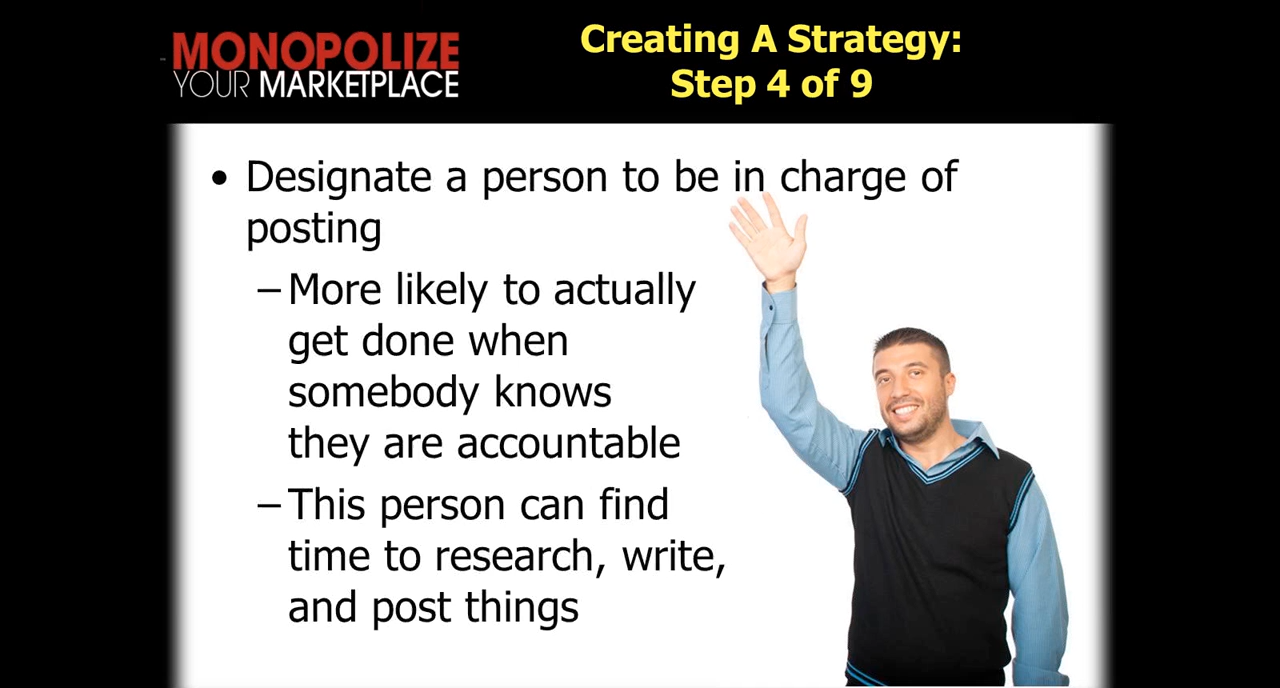 MONOPOLIZE
YOUR MARKETPLACE
Creating A Strategy:
Step 4 of 9
• Designate a person to be in charge of
posting
– More likely to actually
get done when
somebody knows
they are accountable
– This person can find
time to research, write,
and post things